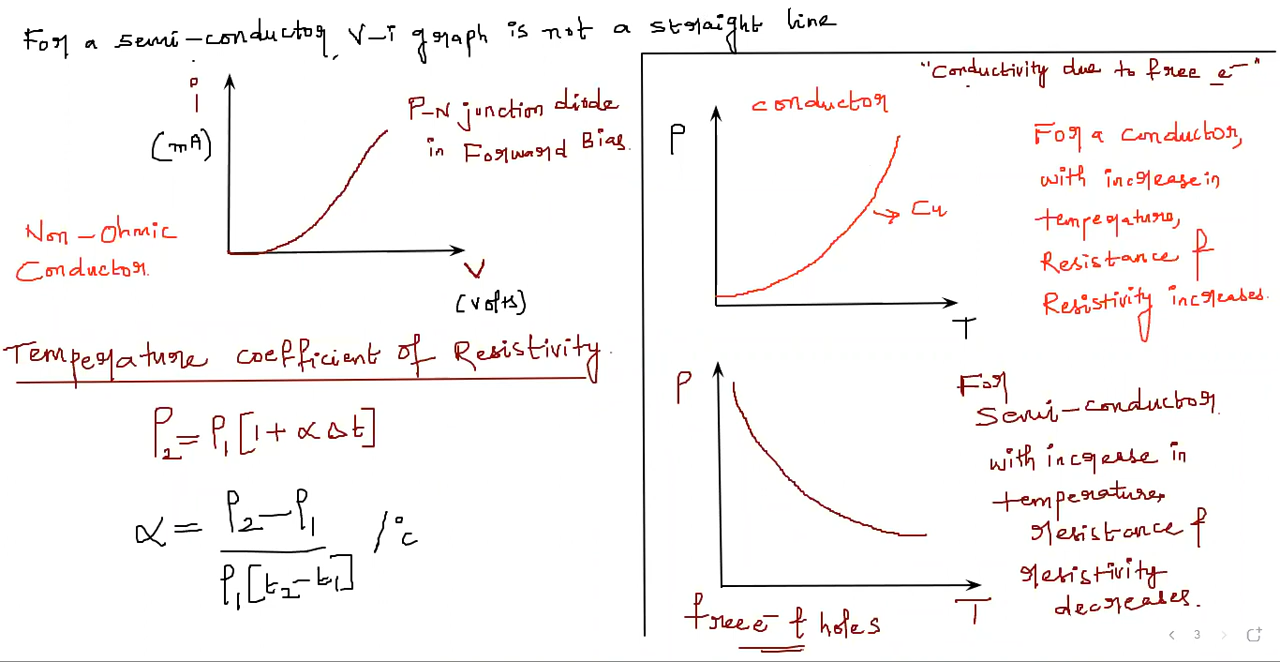 For a semi-conductor, V-i graph is not a straight line
i
(mA)
P-N junction diode
in Forward Bias.
Non-Ohmic
Conductor.
V
(volts)
Temperature coefficient of Resistivity.
ρ₂ = ρ₁ [1 + α Δt]
α = ρ₂ - ρ₁ / ρ₁ [t₂ - t₁] /°c
"Conductivity due to free e⁻"
conductor
ρ
Cu
T
For a conductor,
with increase in
temperature,
Resistance &
Resistivity increases.
ρ
T
For
Semi-conductor
with increase in
temperature,
resistance &
resistivity
decreases.
free e⁻ & holes
3